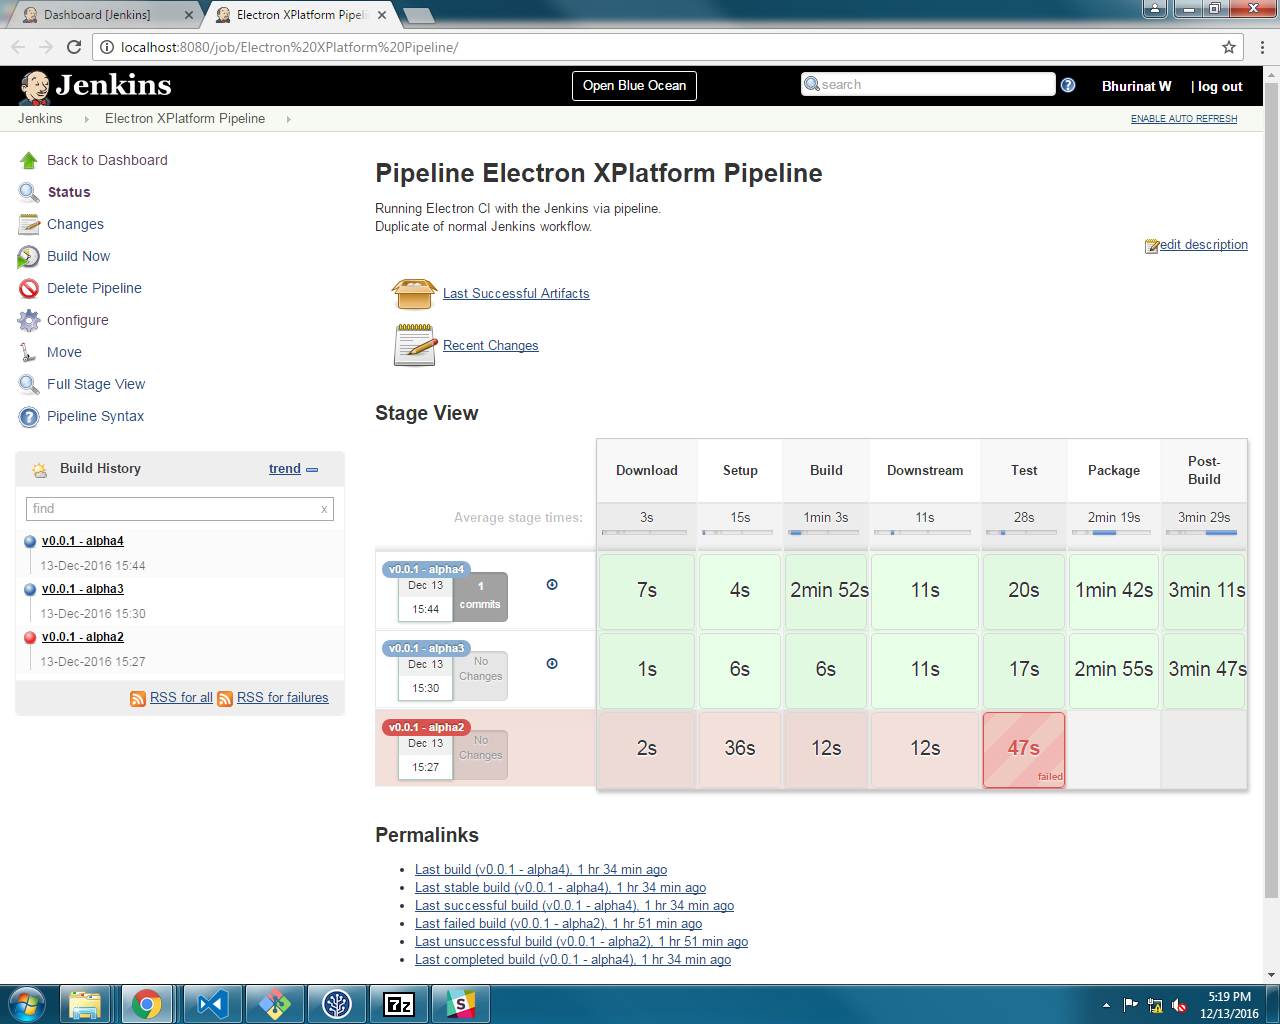 Dashboard [Jenkins]
Electron XPlatform Pipeli
localhost:8080/job/Electron%20XPlatform%20Pipeline/
Jenkins
Open Blue Ocean
search
Bhurinat W
| log out
Jenkins
Electron XPlatform Pipeline
ENABLE AUTO REFRESH
Back to Dashboard
Status
Changes
Build Now
Delete Pipeline
Configure
Move
Full Stage View
Pipeline Syntax
Build History
trend
find
x
v0.0.1 - alpha4
13-Dec-2016 15:44
v0.0.1 - alpha3
13-Dec-2016 15:30
v0.0.1 - alpha2
13-Dec-2016 15:27
RSS for all
RSS for failures
Pipeline Electron XPlatform Pipeline
Running Electron CI with the Jenkins via pipeline.
Duplicate of normal Jenkins workflow.
edit description
Last Successful Artifacts
Recent Changes
Stage View
Download Setup Build Downstream Test Package Post-
Build
Average stage times: 3s 15s 1min 3s 11s 28s 2min 19s 3min 29s
v0.0.1 - alpha4
Dec 13
15:44
1
commits
7s 4s 2min 52s 11s 20s 1min 42s 3min 11s
v0.0.1 - alpha3
Dec 13
15:30
No
Changes
1s 6s 6s 11s 17s 2min 55s 3min 47s
v0.0.1 - alpha2
Dec 13
15:27
No
Changes
2s 36s 12s 12s 47s
failed
Permalinks
Last build (v0.0.1 - alpha4), 1 hr 34 min ago
Last stable build (v0.0.1 - alpha4), 1 hr 34 min ago
Last successful build (v0.0.1 - alpha4), 1 hr 34 min ago
Last failed build (v0.0.1 - alpha2), 1 hr 51 min ago
Last unsuccessful build (v0.0.1 - alpha2), 1 hr 51 min ago
Last completed build (v0.0.1 - alpha4), 1 hr 34 min ago
7z
S
5:19 PM
12/13/2016